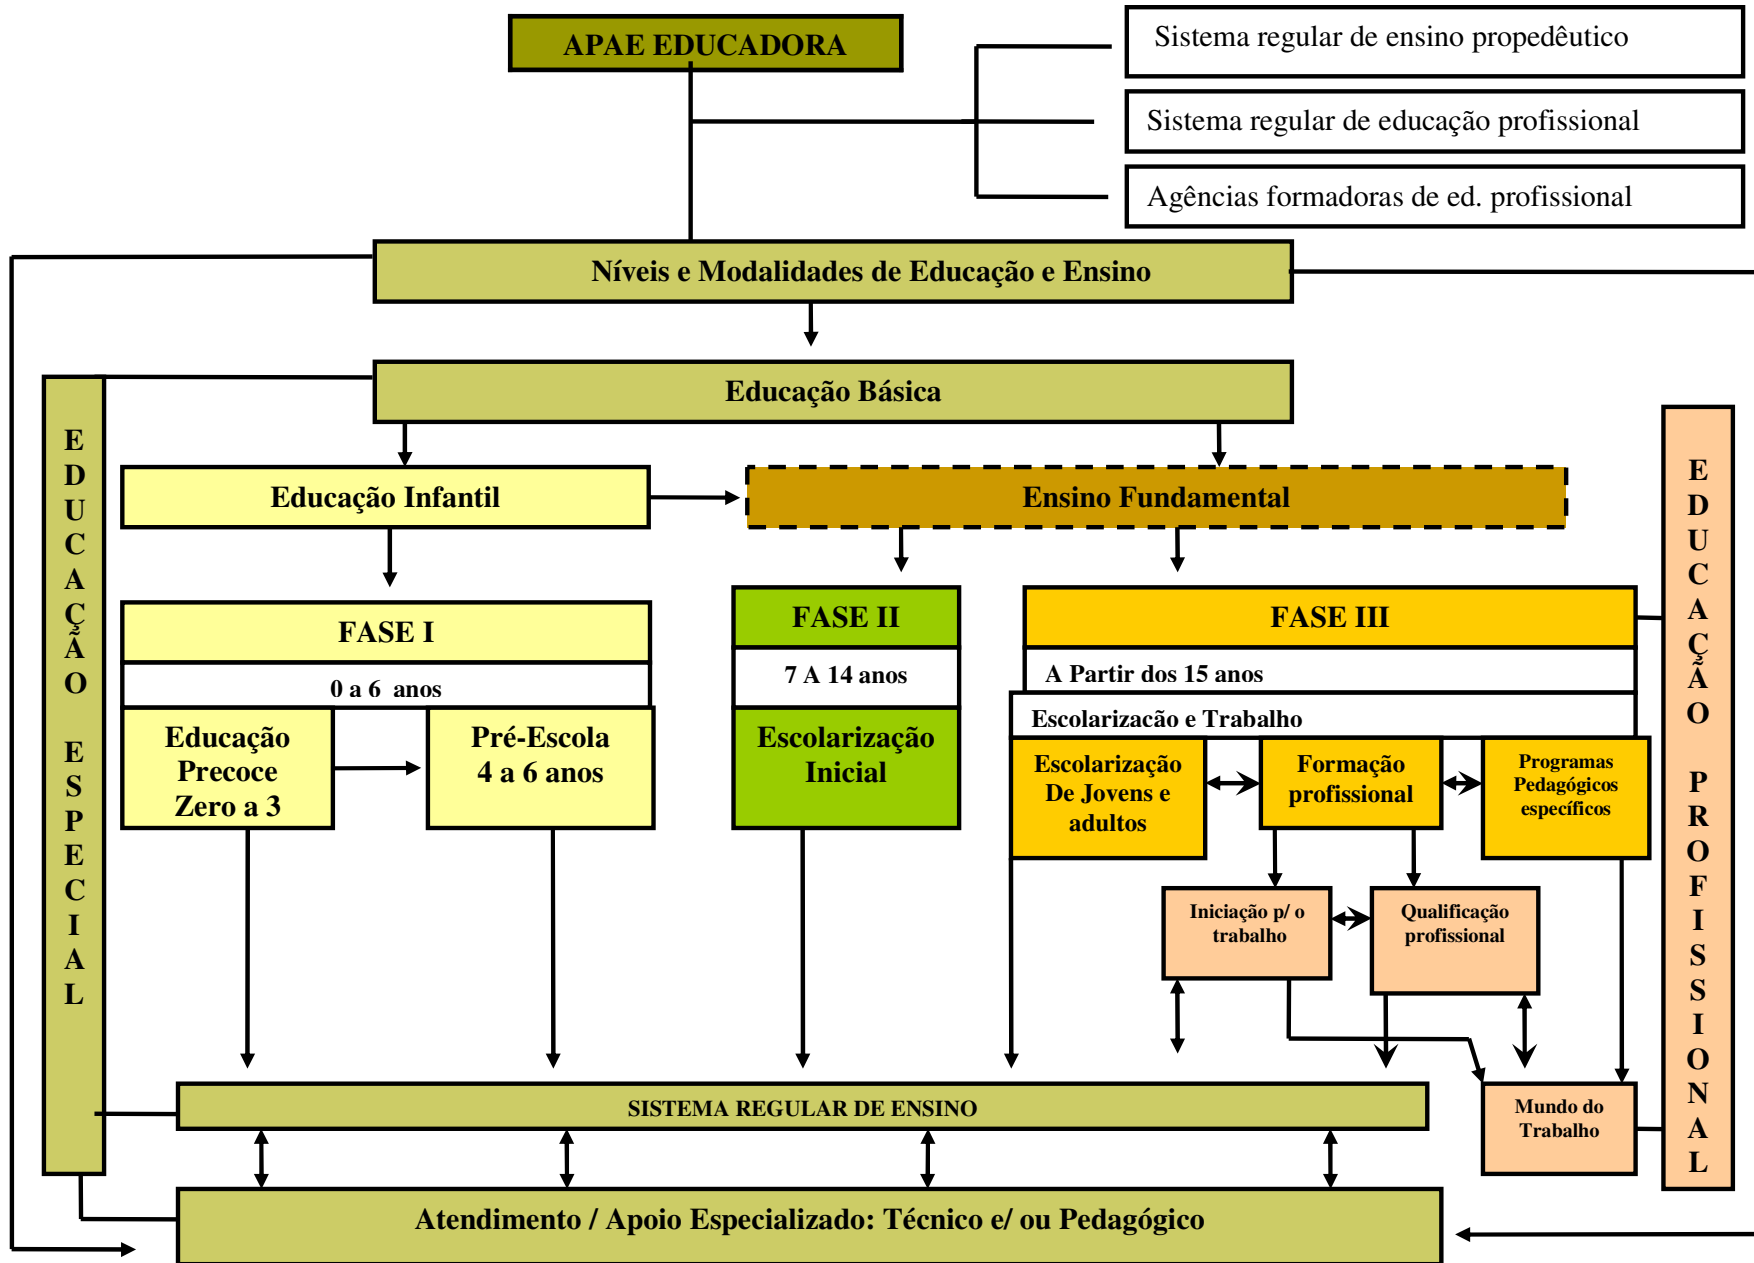 APAE EDUCADORA
Sistema regular de ensino propedêutico
Sistema regular de educação profissional
Agências formadoras de ed. profissional
Níveis e Modalidades de Educação e Ensino
Educação Básica
EDUCAÇÃO ESPECIAL
EDUCAÇÃO PROFISSIONAL
Educação Infantil
Ensino Fundamental
FASE I
0 a 6 anos
Educação
Precoce
Zero a 3
Pré-Escola
4 a 6 anos
FASE II
7 A 14 anos
Escolarização
Inicial
FASE III
A Partir dos 15 anos
Escolarizacão e Trabalho
Escolarização
De Jovens e
adultos
Formação
profissional
Programas
Pedagógicos
específicos
Iniciação p/ o
trabalho
Qualificação
profissional
SISTEMA REGULAR DE ENSINO
Mundo do
Trabalho
Atendimento / Apoio Especializado: Técnico e/ ou Pedagógico